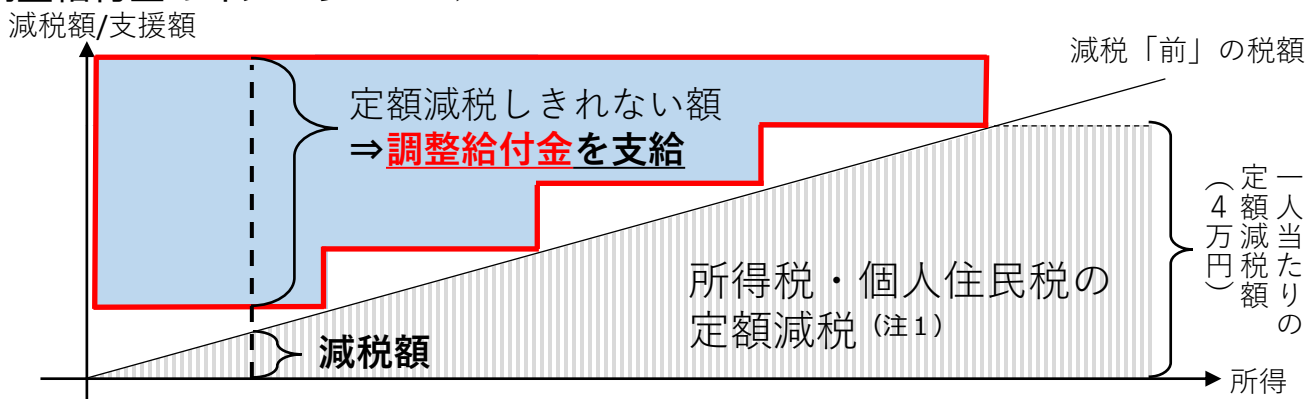 減税額/支援額
減税「前」の税額
定額減税しきれない額
⇒調整給付金を支給
一人当たりの
定額減税額
（４万円）
所得税・個人住民税の
定額減税（注１）
減税額
所得